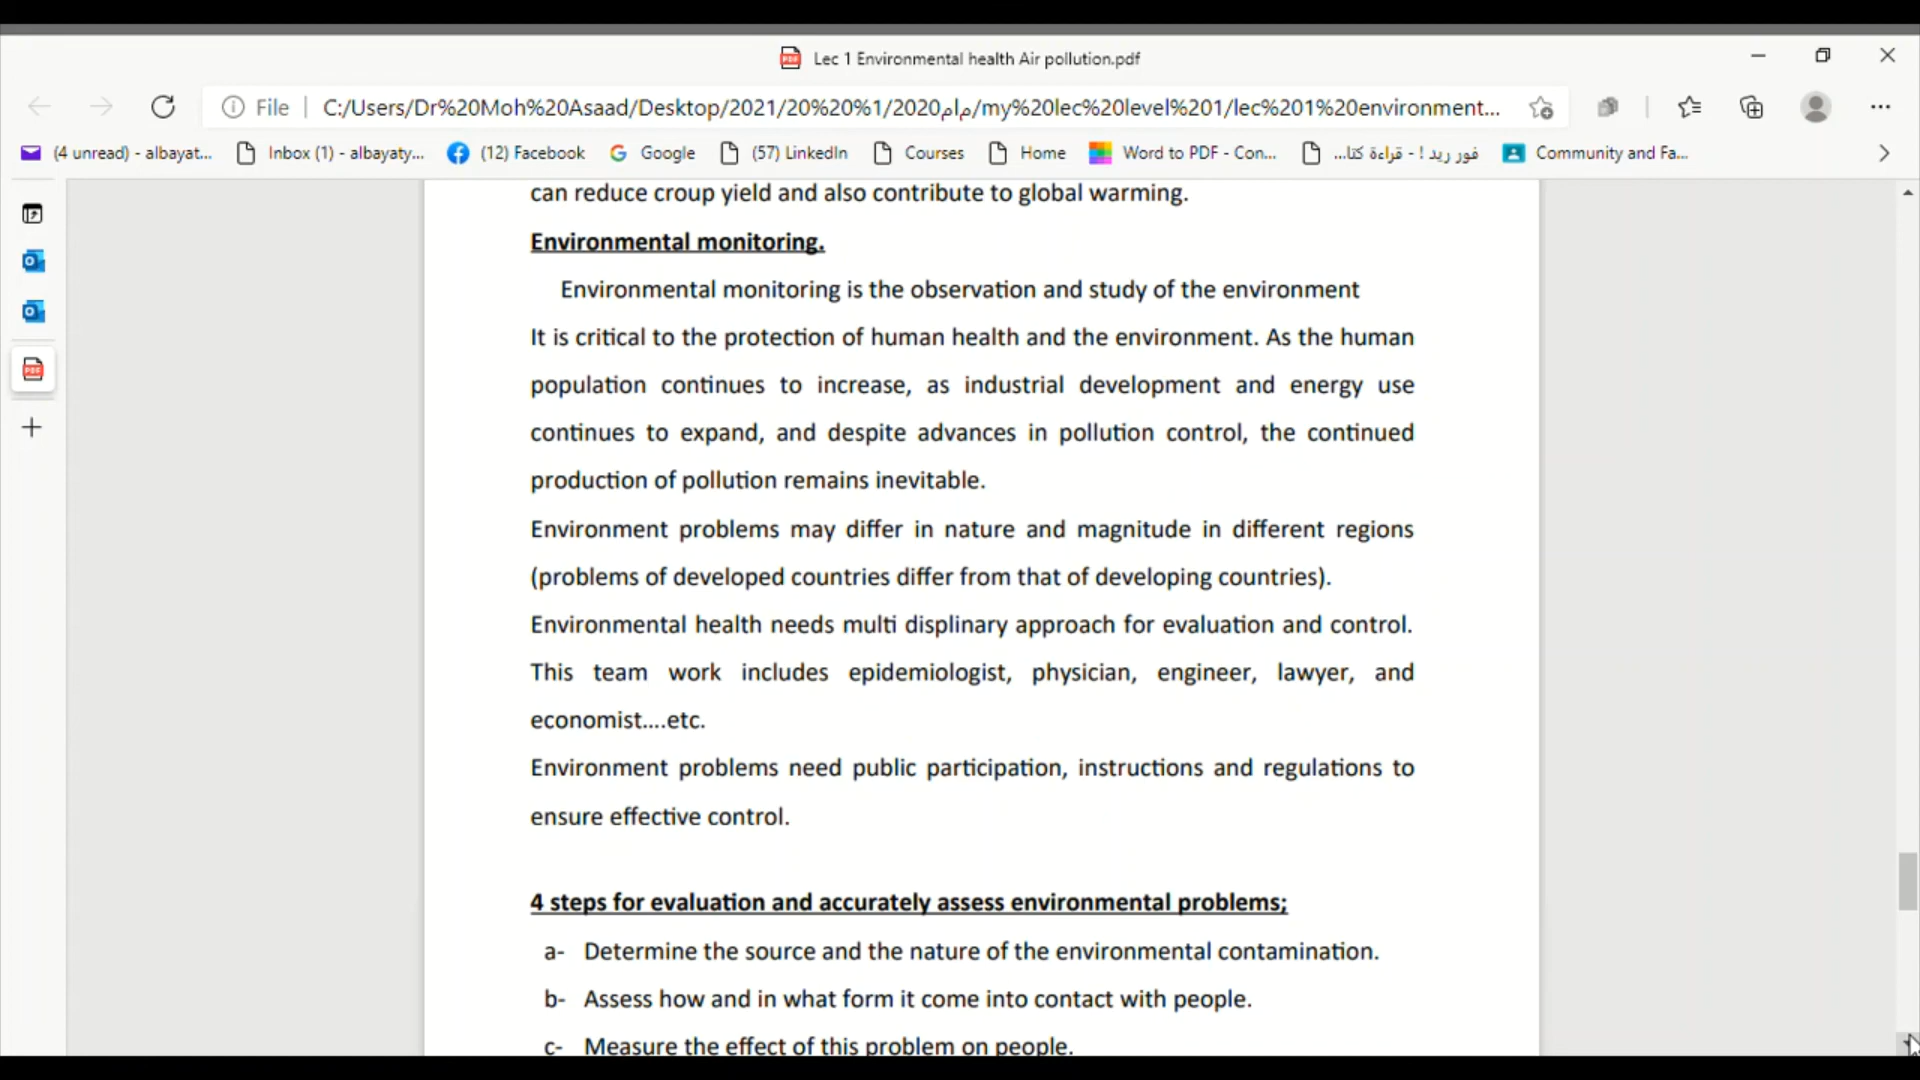 Lec 1 Environmental health Air pollution.pdf
File
C:/Users/Dr%20Moh%20Asaad/Desktop/2021/20%20%1/2020مام/my%20lec%20level%201/lec%201%20environment...
(4 unread) - albayat...
Inbox (1) - albayaty...
(12) Facebook
Google
(57) LinkedIn
Courses
Home
Word to PDF - Con...
فور ريد ! - قراءة كتا...
Community and Fa...
can reduce croup yield and also contribute to global warming.
Environmental monitoring.
Environmental monitoring is the observation and study of the environment
It is critical to the protection of human health and the environment. As the human
population continues to increase, as industrial development and energy use
continues to expand, and despite advances in pollution control, the continued
production of pollution remains inevitable.
Environment problems may differ in nature and magnitude in different regions
(problems of developed countries differ from that of developing countries).
Environmental health needs multi displinary approach for evaluation and control.
This team work includes epidemiologist, physician, engineer, lawyer, and
economist....etc.
Environment problems need public participation, instructions and regulations to
ensure effective control.
4 steps for evaluation and accurately assess environmental problems;
a- Determine the source and the nature of the environmental contamination.
b- Assess how and in what form it come into contact with people.
c- Measure the effect of this problem on people.